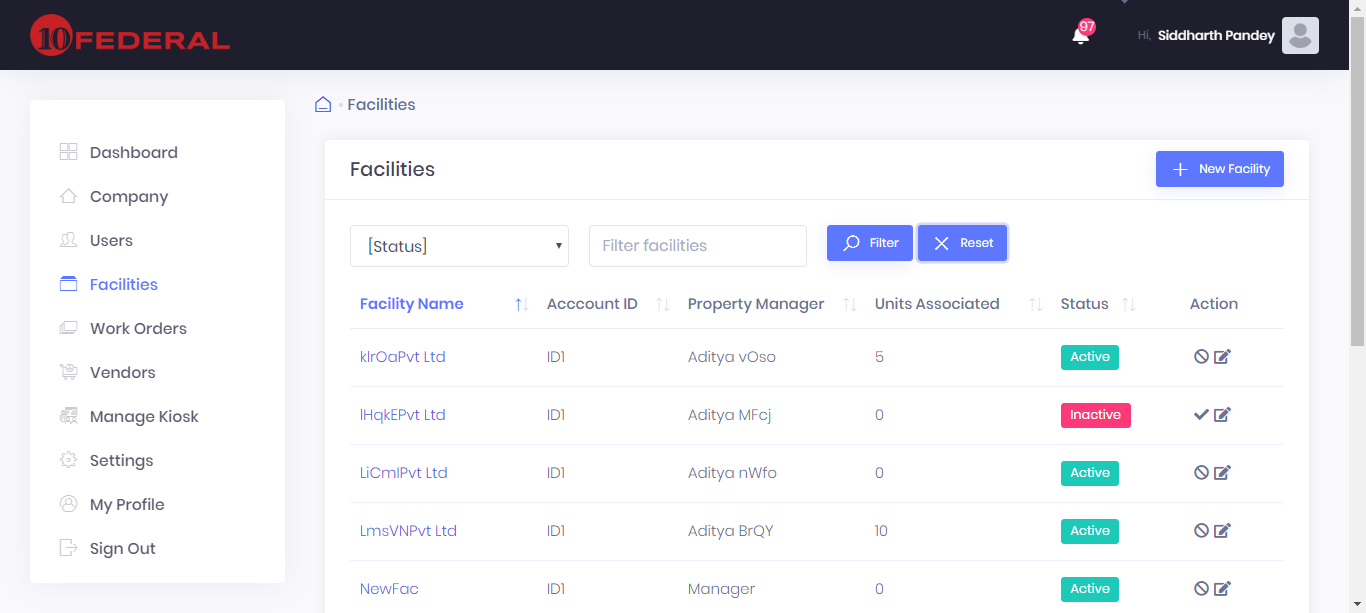 10 FEDERAL
97
Hi, Siddharth Pandey
Facilities
Dashboard
Company
Users
Facilities
Work Orders
Vendors
Manage Kiosk
Settings
My Profile
Sign Out
Facilities
New Facility
[Status]
Filter facilities
Filter
Reset
Facility Name Acccount ID Property Manager Units Associated Status Action
klrOaPvt Ltd ID1 Aditya vOso 5 Active
lHqkEPvt Ltd ID1 Aditya MFcj 0 Inactive
LiCmIPvt Ltd ID1 Aditya nWfo 0 Active
LmsVNPvt Ltd ID1 Aditya BrQY 10 Active
NewFac ID1 Manager 0 Active